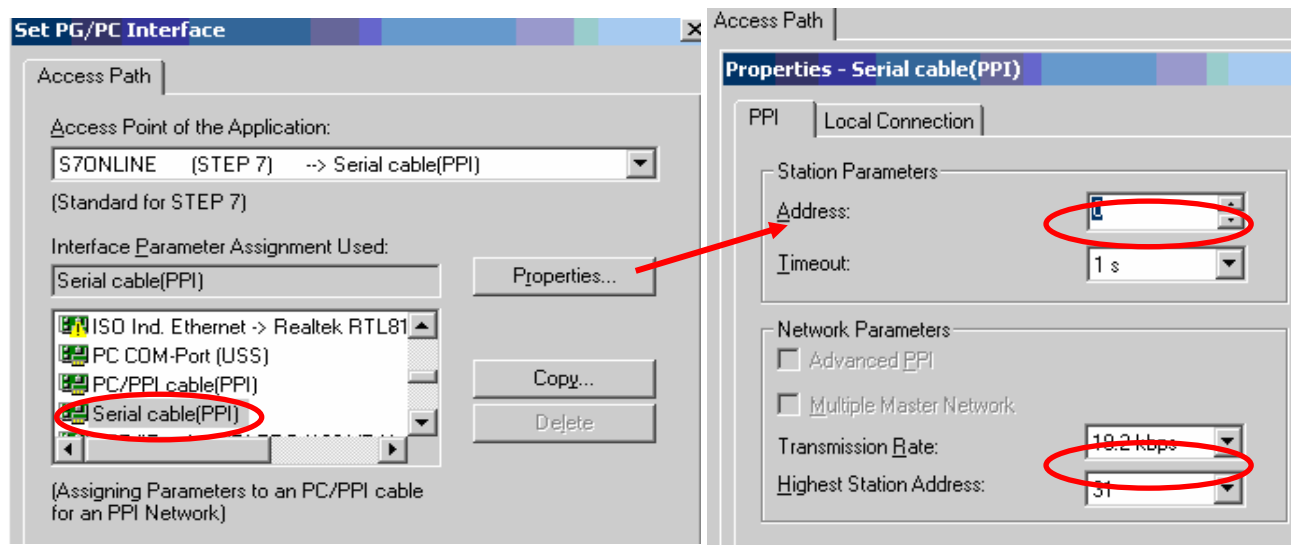 Set PG/PC Interface
Access Path
Access Point of the Application:
S7ONLINE (STEP 7) --> Serial cable(PPI)
(Standard for STEP 7)
Interface Parameter Assignment Used:
Serial cable(PPI)
Properties...
ISO Ind. Ethernet -> Realtek RTL81
PC COM-Port (USS)
PC/PPI cable(PPI)
Serial cable(PPI)
Copy...
Delete
(Assigning Parameters to an PC/PPI cable
for an PPI Network)
Access Path
Properties - Serial cable(PPI)
PPI
Local Connection
Station Parameters
Address: 0
Timeout: 1 s
Network Parameters
Advanced PPI
Multiple Master Network
Transmission Rate: 19.2 kbps
Highest Station Address: 31